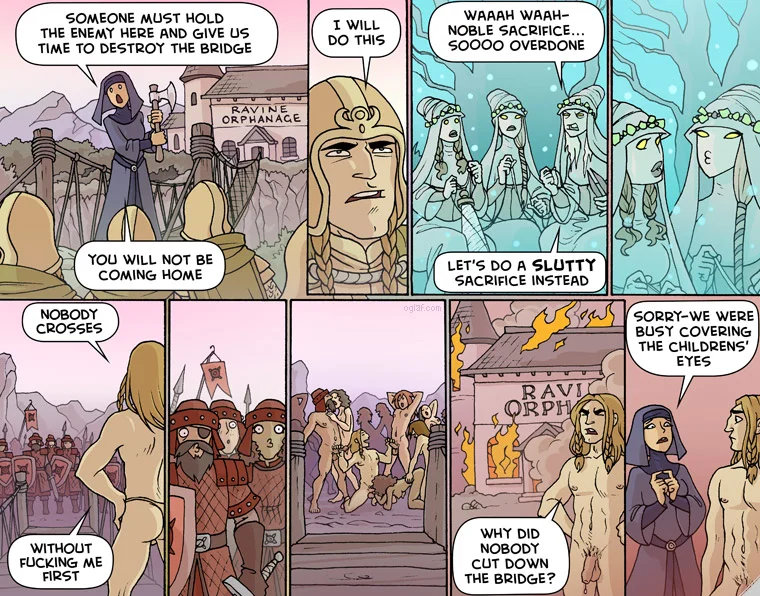 SOMEONE MUST HOLD
THE ENEMY HERE AND GIVE US
TIME TO DESTROY THE BRIDGE
RAVINE
ORPHANAGE
YOU WILL NOT BE
COMING HOME
I WILL
DO THIS
WAAAH WAAH-
NOBLE SACRIFICE...
SOOOO OVERDONE
LET'S DO A SLUTTY
SACRIFICE INSTEAD
NOBODY
CROSSES
WITHOUT
FUCKING ME
FIRST
oglaf.com
RAVI
ORPH
WHY DID
NOBODY
CUT DOWN
THE BRIDGE?
SORRY-WE WERE
BUSY COVERING
THE CHILDRENS'
EYES